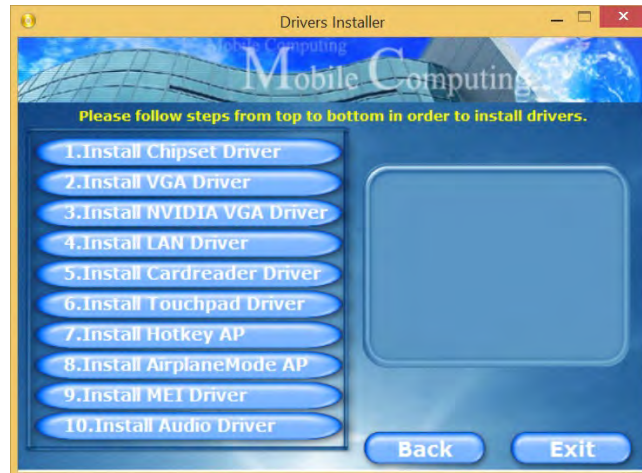 Drivers Installer
Mobile Computing
Mobile Computing
Please follow steps from top to bottom in order to install drivers.
1.Install Chipset Driver
2.Install VGA Driver
3.Install NVIDIA VGA Driver
4.Install LAN Driver
5.Install Cardreader Driver
6.Install Touchpad Driver
7.Install Hotkey AP
8.Install AirplaneMode AP
9.Install MEI Driver
10.Install Audio Driver
Back
Exit